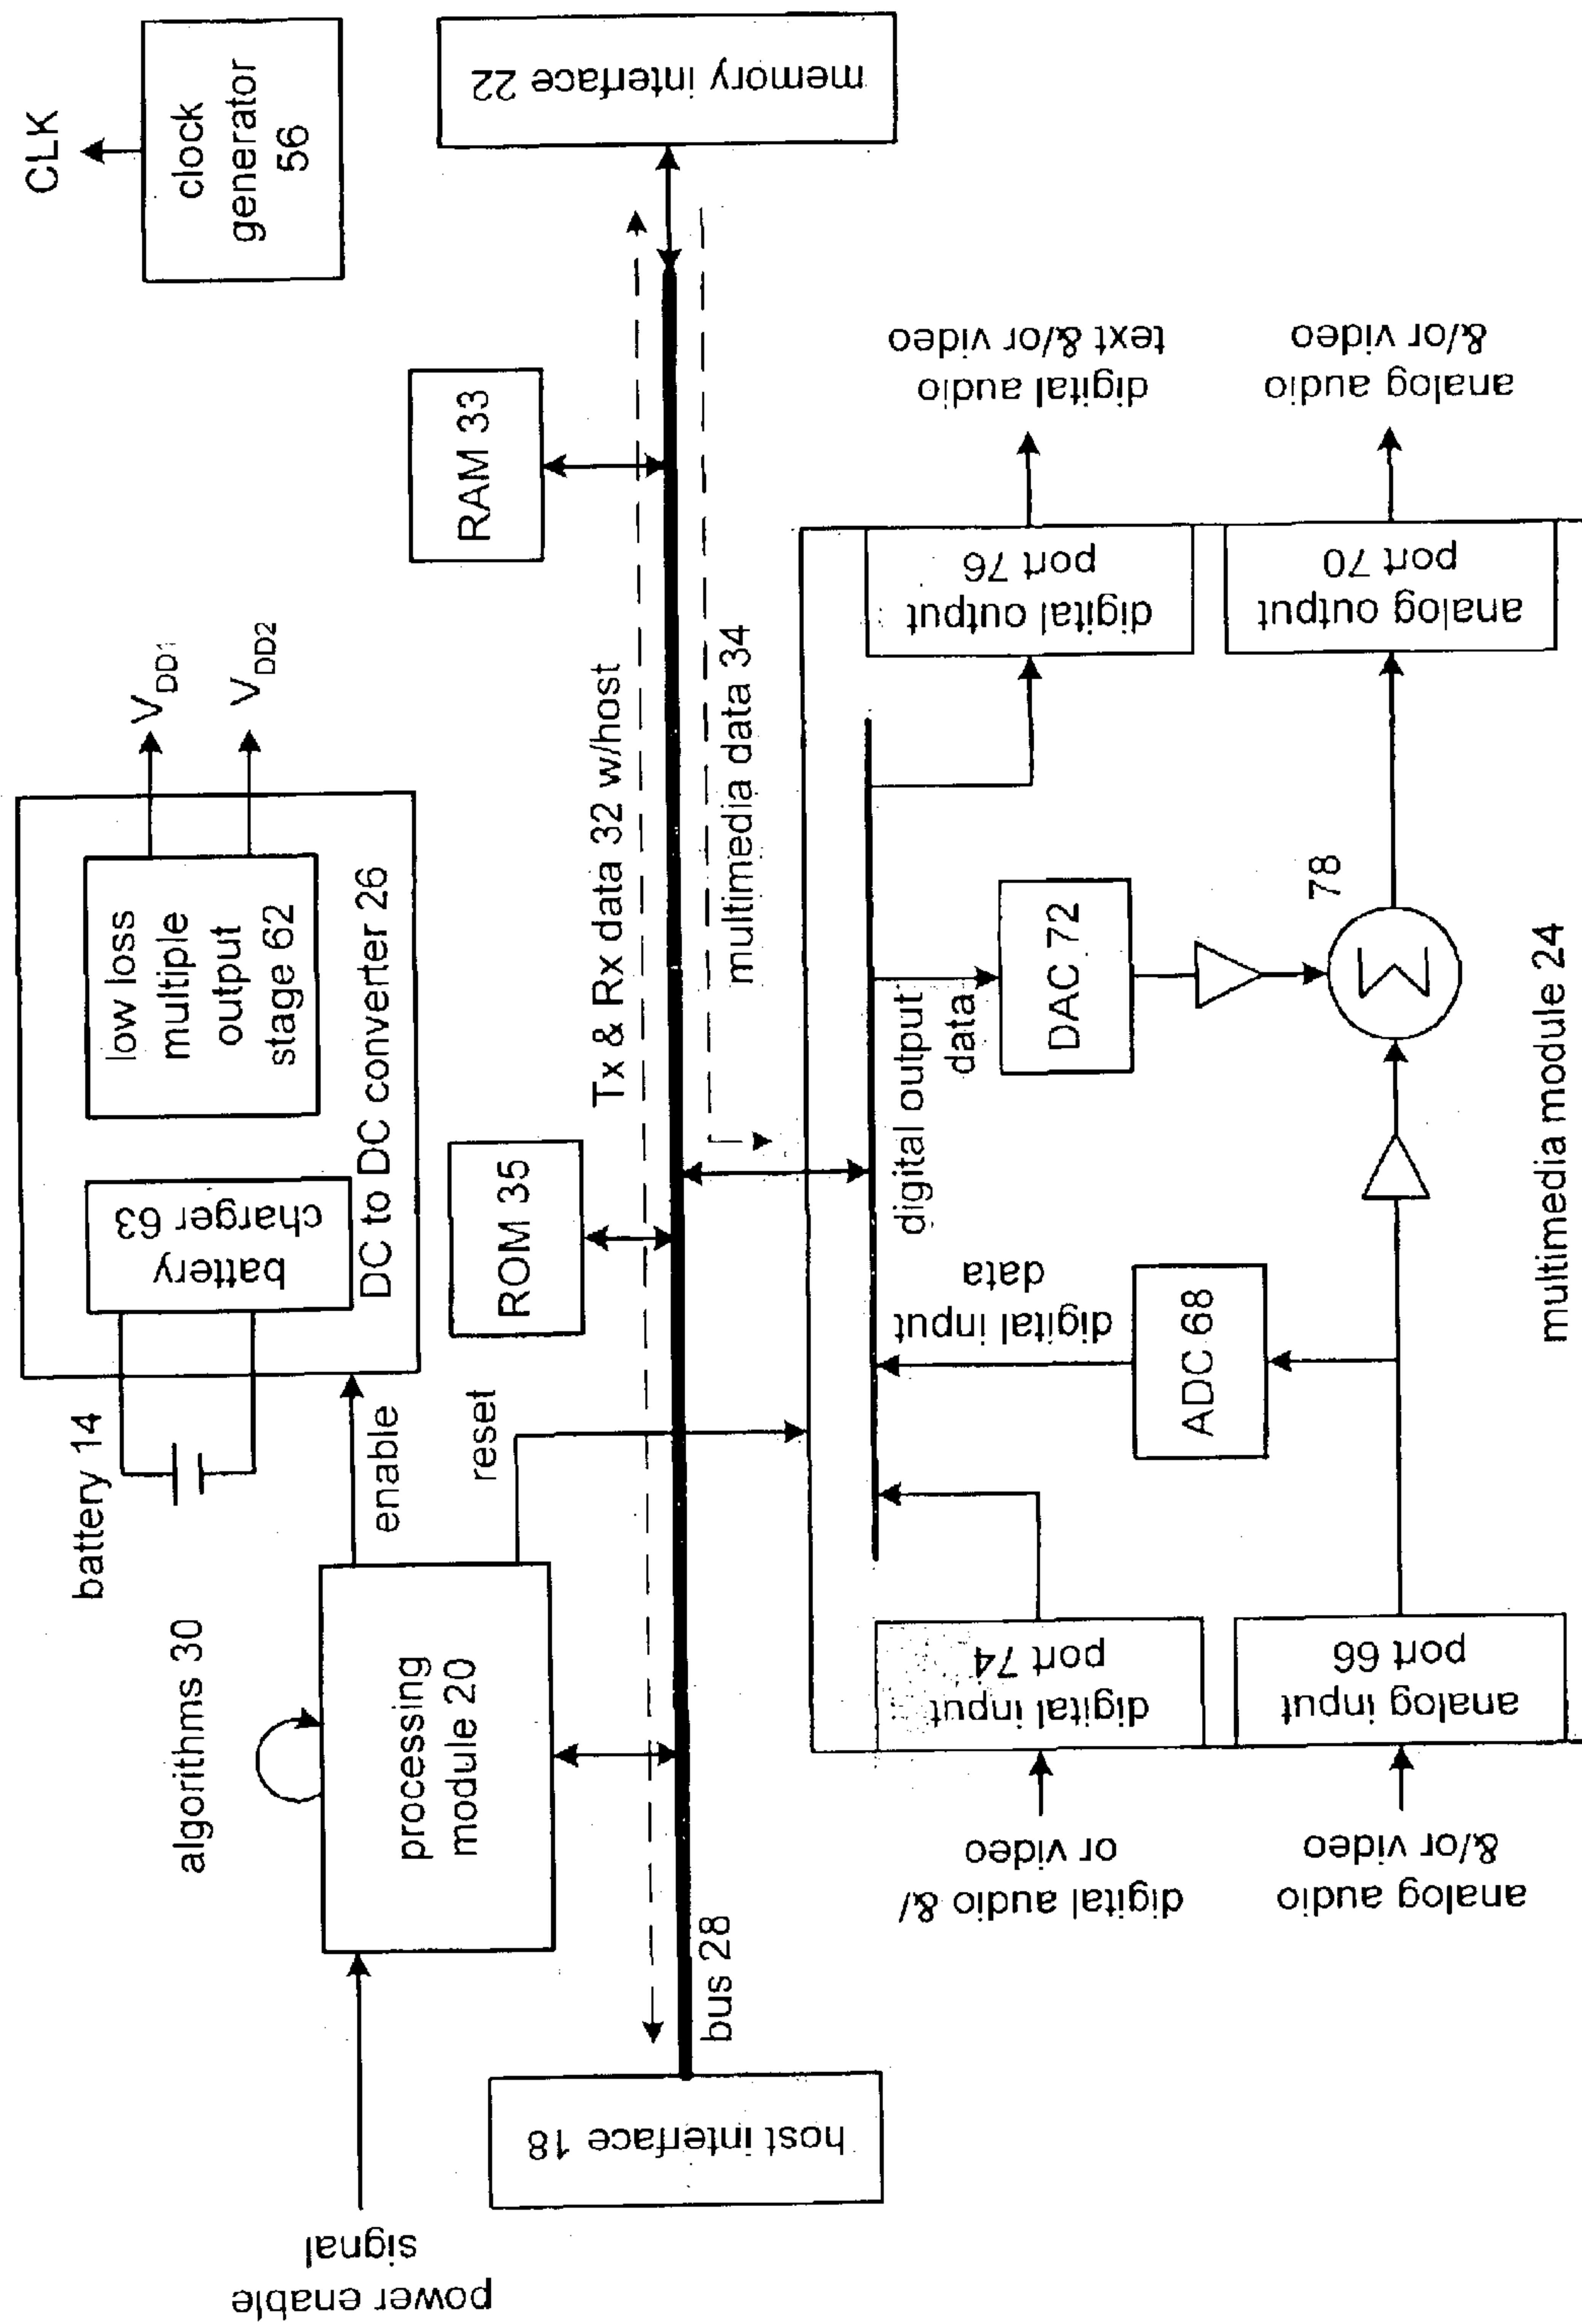 CLK
clock
generator
56
memory interface 22
RAM 33
V_DD1
V_DD2
low loss
multiple
output
stage 62
battery
charger 63
DC to DC converter 26
battery 14
enable
reset
ROM 35
Tx & Rx data 32 w/host
multimedia data 34
algorithms 30
processing
module 20
power enable
signal
host interface 18
bus 28
digital audio &/
or video
analog audio
&/or video
digital input
port 74
analog input
port 66
digital input
data
ADC 68
digital output
data
DAC 72
Σ
78
digital output
port 76
analog output
port 70
digital audio
text &/or video
analog audio
&/or video
multimedia module 24